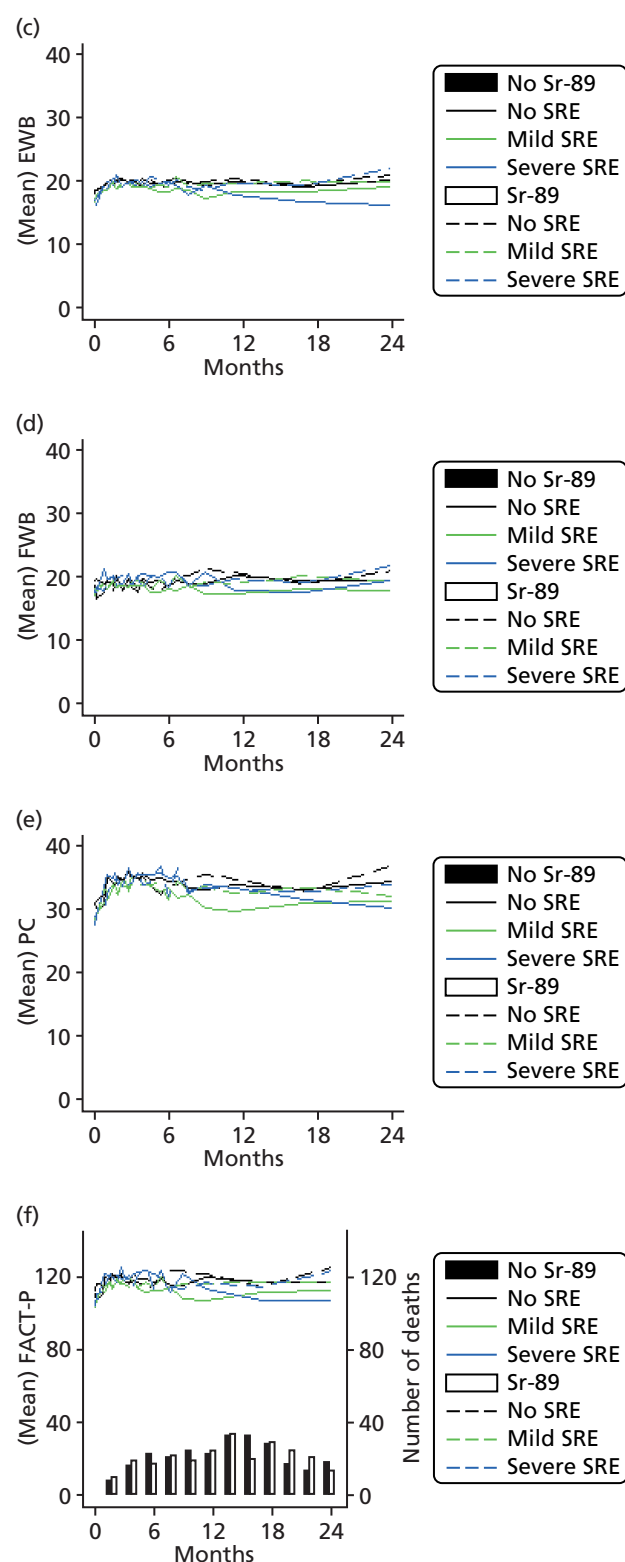 (c)
40
30
20
10
0
(Mean) EWB
0 6 12 18 24
Months
No Sr-89
No SRE
Mild SRE
Severe SRE
Sr-89
No SRE
Mild SRE
Severe SRE
(d)
40
30
20
10
0
(Mean) FWB
0 6 12 18 24
Months
No Sr-89
No SRE
Mild SRE
Severe SRE
Sr-89
No SRE
Mild SRE
Severe SRE
(e)
40
30
20
10
0
(Mean) PC
0 6 12 18 24
Months
No Sr-89
No SRE
Mild SRE
Severe SRE
Sr-89
No SRE
Mild SRE
Severe SRE
(f)
120
80
40
0
(Mean) FACT-P
120
80
40
0
Number of deaths
0 6 12 18 24
Months
No Sr-89
No SRE
Mild SRE
Severe SRE
Sr-89
No SRE
Mild SRE
Severe SRE